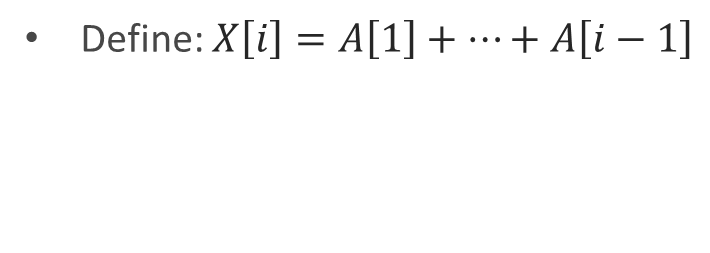 • Define: X[i] = A[1] + ⋯ + A[i − 1]